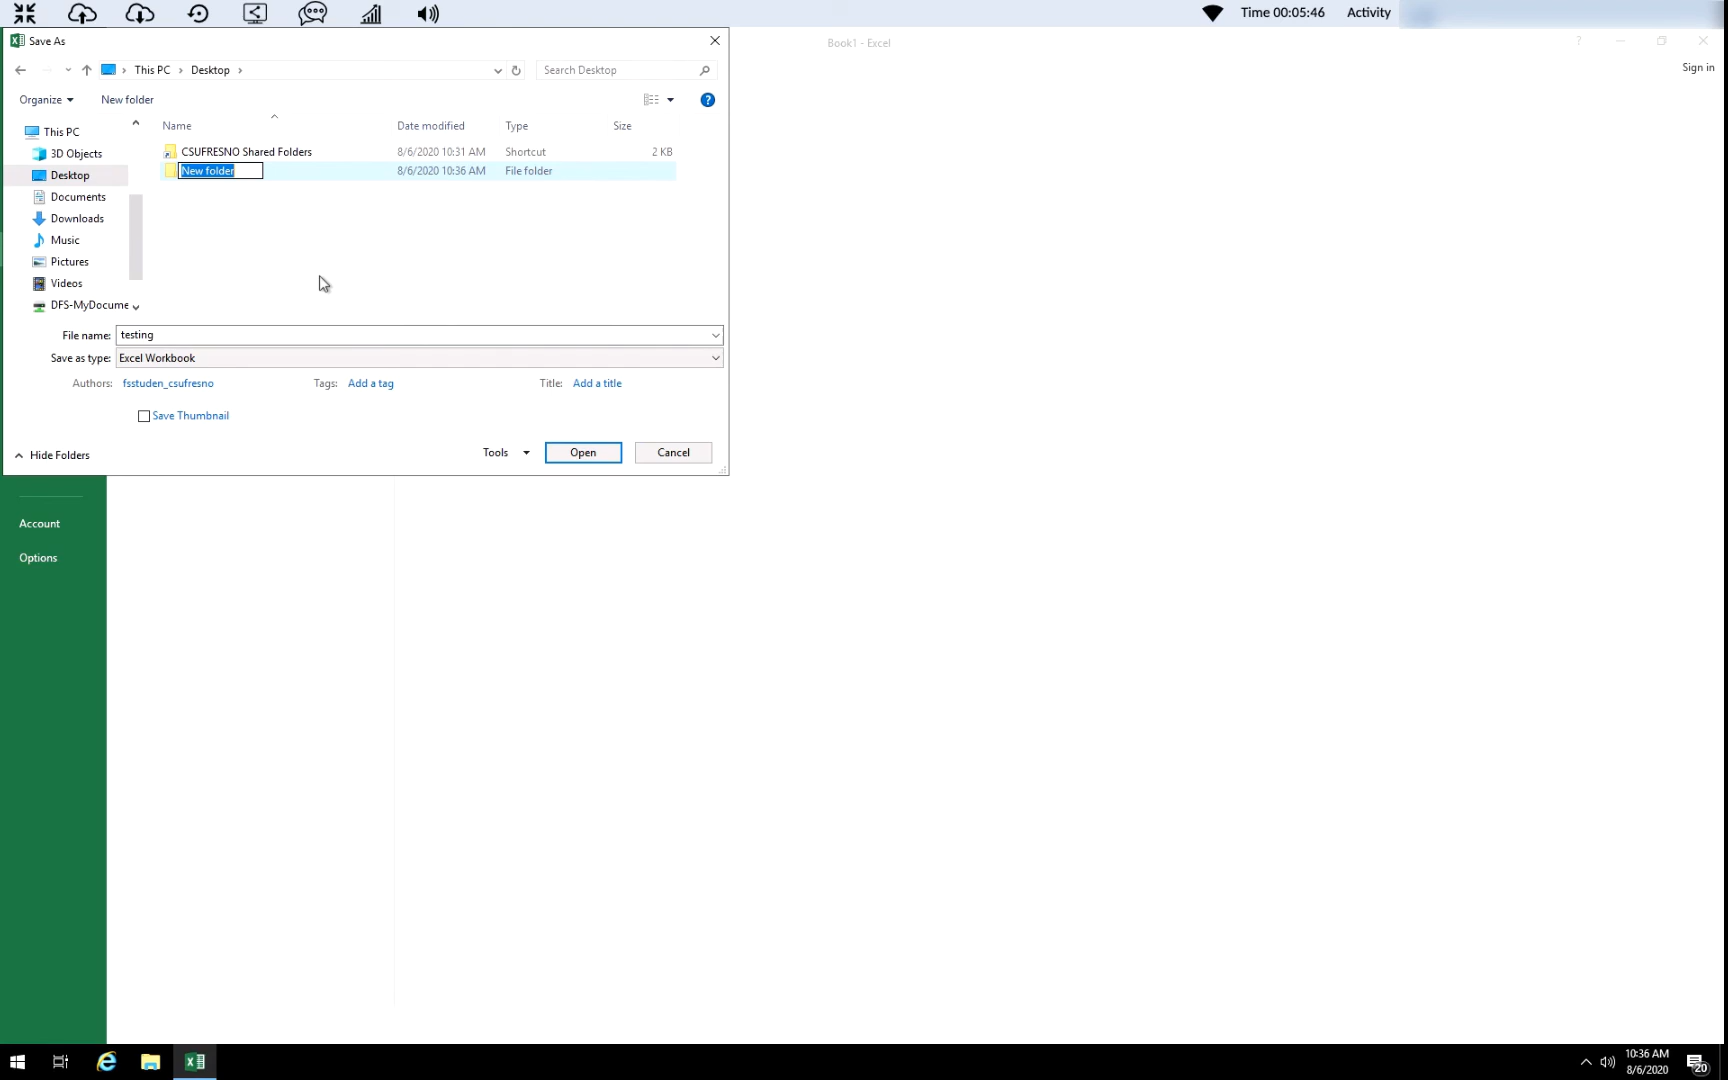 Time 00:05:46 Activity
Save As
Book1 - Excel
Sign in
This PC Desktop
Search Desktop
Organize New folder
Name Date modified Type Size
This PC
3D Objects
Desktop
Documents
Downloads
Music
Pictures
Videos
DFS-MyDocume
CSUFRESNO Shared Folders 8/6/2020 10:31 AM Shortcut 2 KB
New folder 8/6/2020 10:36 AM File folder
File name: testing
Save as type: Excel Workbook
Authors: fsstuden_csufresno Tags: Add a tag Title: Add a title
Save Thumbnail
Hide Folders
Tools Open Cancel
Account
Options
10:36 AM
8/6/2020
20